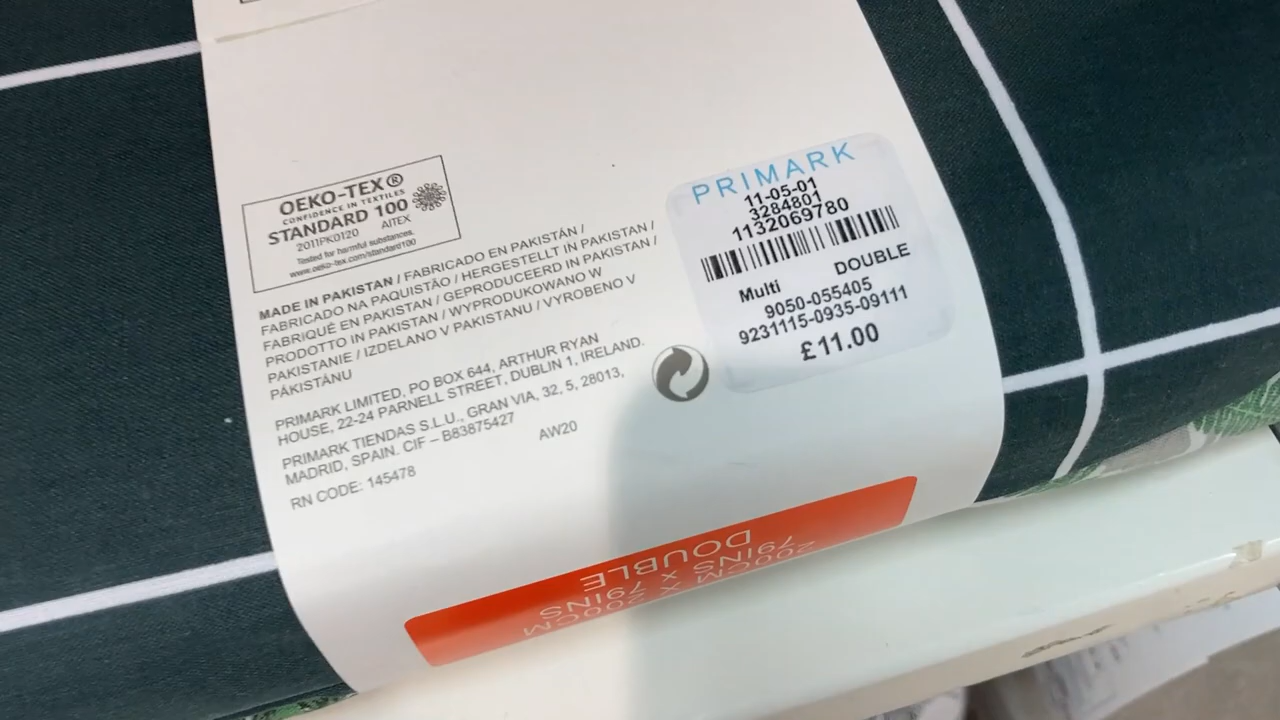 OEKO-TEX®
CONFIDENCE IN TEXTILES
STANDARD 100
2011PK0120 AITEX
Tested for harmful substances.
www.oeko-tex.com/standard100
MADE IN PAKISTAN / FABRICADO EN PAKISTÁN /
FABRICADO NA PAQUISTÃO / HERGESTELLT IN PAKISTAN /
FABRIQUÉ EN PAKISTAN / GEPRODUCEERD IN PAKISTAN /
PRODOTTO IN PAKISTAN / WYPRODUKOWANO W
PAKISTANIE / IZDELANO V PAKISTANU / VYROBENO V
PÁKISTÁNU
PRIMARK LIMITED, PO BOX 644, ARTHUR RYAN
HOUSE, 22-24 PARNELL STREET, DUBLIN 1, IRELAND.
PRIMARK TIENDAS S.L.U., GRAN VIA, 32, 5, 28013,
MADRID, SPAIN. CIF – B83875427
RN CODE: 145478
AW20
PRIMARK
11-05-01
3284801
1132069780
DOUBLE
Multi
9050-055405
9231115-0935-09111
£11.00
DOUBLE
79INS x 79INS
200CM X 200CM